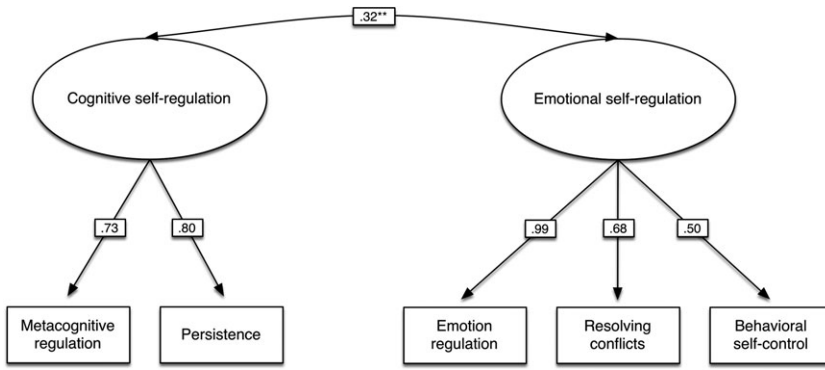 .32**
Cognitive self-regulation
Emotional self-regulation
.73
.80
.99
.68
.50
Metacognitive
regulation
Persistence
Emotion
regulation
Resolving
conflicts
Behavioral
self-control